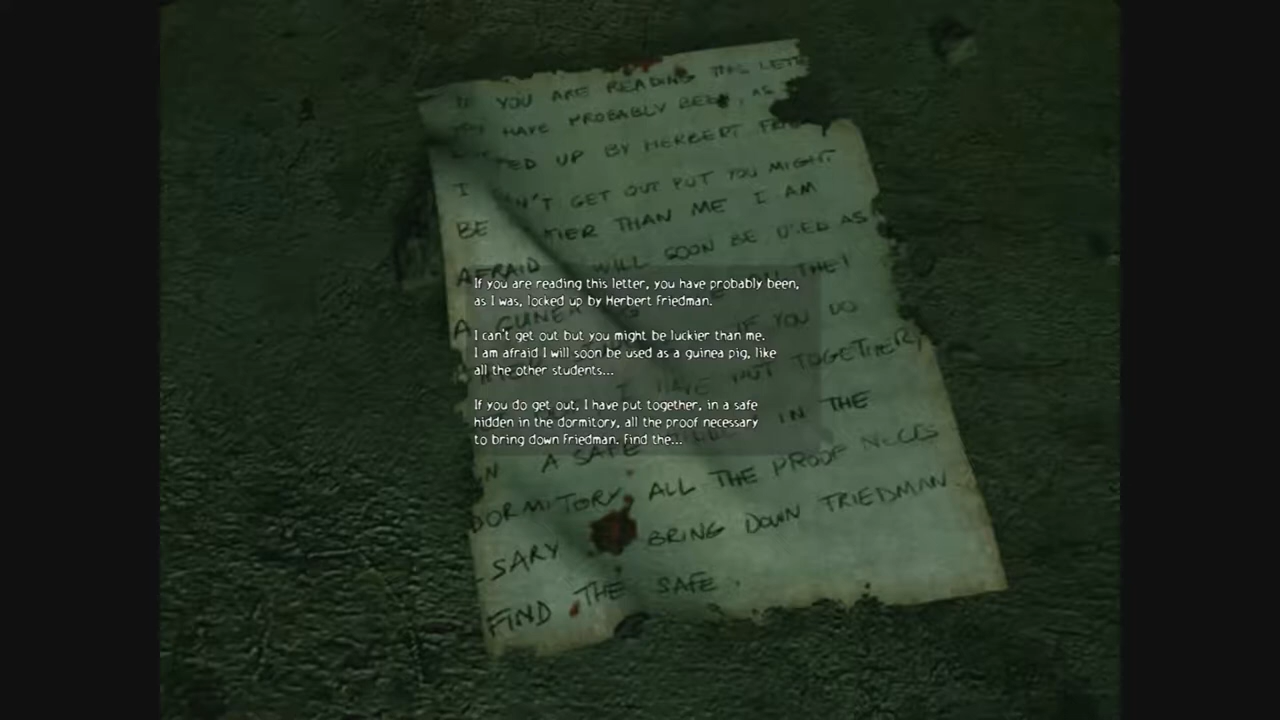 IF YOU ARE READING THIS LETTE
HAVE PROBABLY BEEN, AS
UP BY HERBERT
I N'T GET OUT BUT YOU MIGHT
BE THAN ME I AM
AFRAID WILL SOON BE USED AS
A
IF YOU DO
I HAVE PUT TOGETHER,
A SAFE IN THE
DORMITORY, ALL THE PROOF NECES
-SARY BRING DOWN FRIEDMAN.
FIND THE SAFE.
If you are reading this letter, you have probably been,
as I was, locked up by Herbert Friedman.
I can't get out but you might be luckier than me.
I am afraid I will soon be used as a guinea pig, like
all the other students...
If you do get out, I have put together, in a safe
hidden in the dormitory, all the proof necessary
to bring down Friedman. Find the...